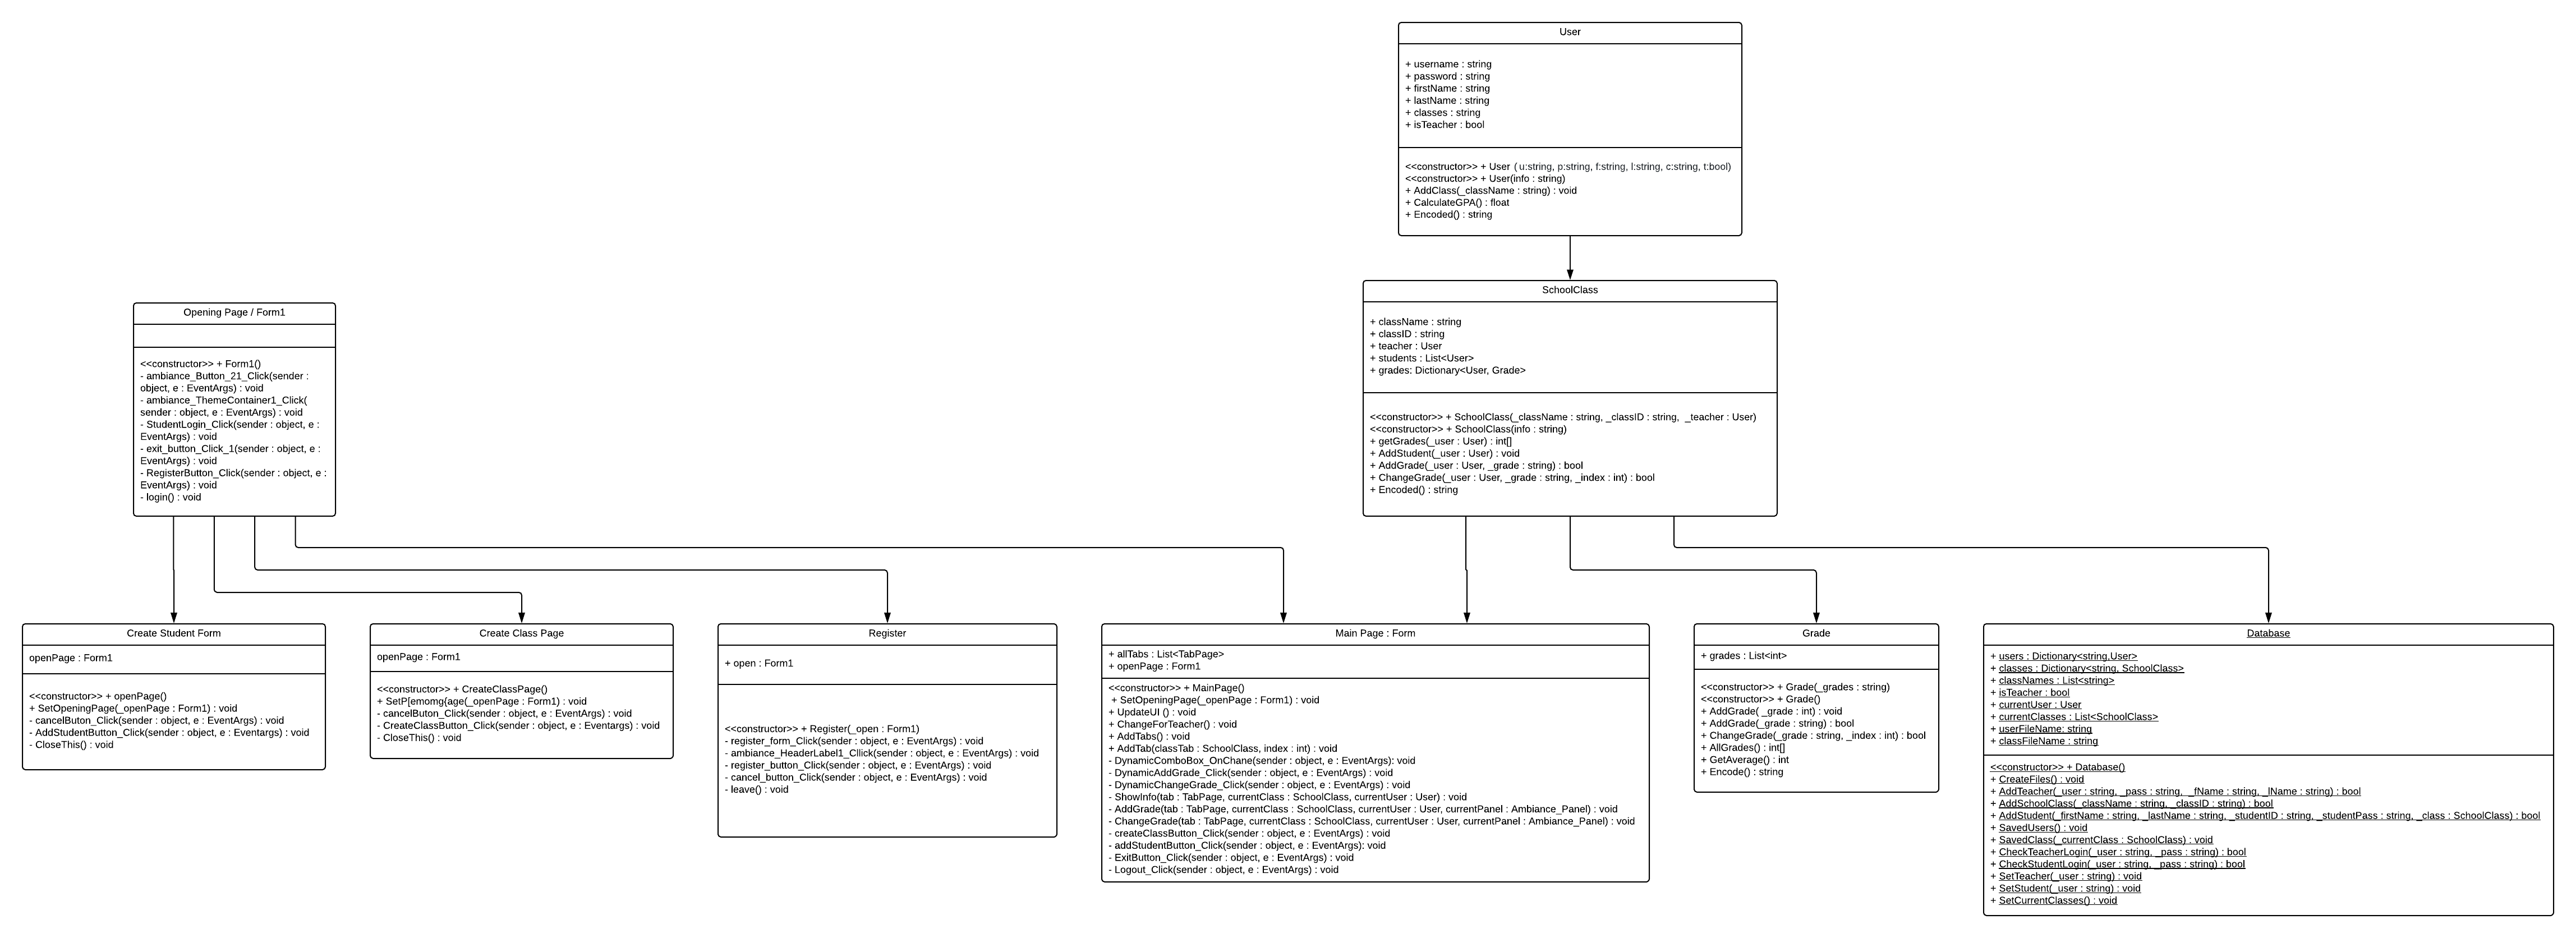 User
+ username : string
+ password : string
+ firstName : string
+ lastName : string
+ classes : string
+ isTeacher : bool
<<constructor>> + User ( u:string, p:string, f:string, l:string, c:string, t:bool)
<<constructor>> + User(info : string)
+ AddClass(_className : string) : void
+ CalculateGPA() : float
+ Encoded() : string
SchoolClass
+ className : string
+ classID : string
+ teacher : User
+ students : List<User>
+ grades: Dictionary<User, Grade>
<<constructor>> + SchoolClass(_className : string, _classID : string, _teacher : User)
<<constructor>> + SchoolClass(info : string)
+ getGrades(_user : User) : int[]
+ AddStudent(_user : User) : void
+ AddGrade(_user : User, _grade : string) : bool
+ ChangeGrade(_user : User, _grade : string, _index : int) : bool
+ Encoded() : string
Opening Page / Form1
<<constructor>> + Form1()
- ambiance_Button_21_Click(sender :
object, e : EventArgs) : void
- ambiance_ThemeContainer1_Click(
sender : object, e : EventArgs) : void
- StudentLogin_Click(sender : object, e :
EventArgs) : void
- exit_button_Click_1(sender : object, e :
EventArgs) : void
- RegisterButton_Click(sender : object, e :
EventArgs) : void
- login() : void
Create Student Form
openPage : Form1
<<constructor>> + openPage()
+ SetOpeningPage(_openPage : Form1) : void
- cancelButon_Click(sender : object, e : EventArgs) : void
- AddStudentButton_Click(sender : object, e : Eventargs) : void
- CloseThis() : void
Create Class Page
openPage : Form1
<<constructor>> + CreateClassPage()
+ SetP[emomg{age(_openPage : Form1) : void
- cancelButon_Click(sender : object, e : EventArgs) : void
- CreateClassButton_Click(sender : object, e : Eventargs) : void
- CloseThis() : void
Register
+ open : Form1
<<constructor>> + Register(_open : Form1)
- register_form_Click(sender : object, e : EventArgs) : void
- ambiance_HeaderLabel1_Cllick(sender : object, e : EventArgs) : void
- register_button_Click(sender : object, e : EventArgs) : void
- cancel_button_Click(sender : object, e : EventArgs) : void
- leave() : void
Main Page : Form
+ allTabs : List<TabPage>
+ openPage : Form1
<<constructor>> + MainPage()
+ SetOpeningPage(_openPage : Form1) : void
+ UpdateUI () : void
+ ChangeForTeacher() : void
+ AddTabs() : void
+ AddTab(classTab : SchoolClass, index : int) : void
- DynamicComboBox_OnChane(sender : object, e : EventArgs): void
- DynamicAddGrade_Click(sender : object, e : EventArgs) : void
- DynamicChangeGrade_Click(sender : object, e : EventArgs) : void
- ShowInfo(tab : TabPage, currentClass : SchoolClass, currentUser : User) : void
- AddGrade(tab : TabPage, currentClass : SchoolClass, currentUser : User, currentPanel : Ambiance_Panel) : void
- ChangeGrade(tab : TabPage, currentClass : SchoolClass, currentUser : User, currentPanel : Ambiance_Panel) : void
- createClassButton_Click(sender : object, e : EventArgs) : void
- addStudentButton_Click(sender : object, e : EventArgs): void
- ExitButton_Click(sender : object, e : EventArgs) : void
- Logout_Click(sender : object, e : EventArgs) : void
Grade
+ grades : List<int>
<<constructor>> + Grade(_grades : string)
<<constructor>> + Grade()
+ AddGrade( _grade : int) : void
+ AddGrade(_grade : string) : bool
+ ChangeGrade(_grade : string, _index : int) : bool
+ AllGrades() : int[]
+ GetAverage() : int
+ Encode() : string
Database
+ users : Dictionary<string,User>
+ classes : Dictionary<string, SchoolClass>
+ classNames : List<string>
+ isTeacher : bool
+ currentUser : User
+ currentClasses : List<SchoolClass>
+ userFileName: string
+ classFileName : string
<<constructor>> + Database()
+ CreateFiles() : void
+ AddTeacher(_user : string, _pass : string, _fName : string, _lName : string) : bool
+ AddSchoolClass(_className : string, _classID : string) : bool
+ AddStudent(_firstName : string, _lastName : string, _studentID : string, _studentPass : string, _class : SchoolClass) : bool
+ SavedUsers() : void
+ SavedClass(_currentClass : SchoolClass) : void
+ CheckTeacherLogin(_user : string, _pass : string) : bool
+ CheckStudentLogin(_user : string, _pass : string) : bool
+ SetTeacher(_user : string) : void
+ SetStudent(_user : string) : void
+ SetCurrentClasses() : void